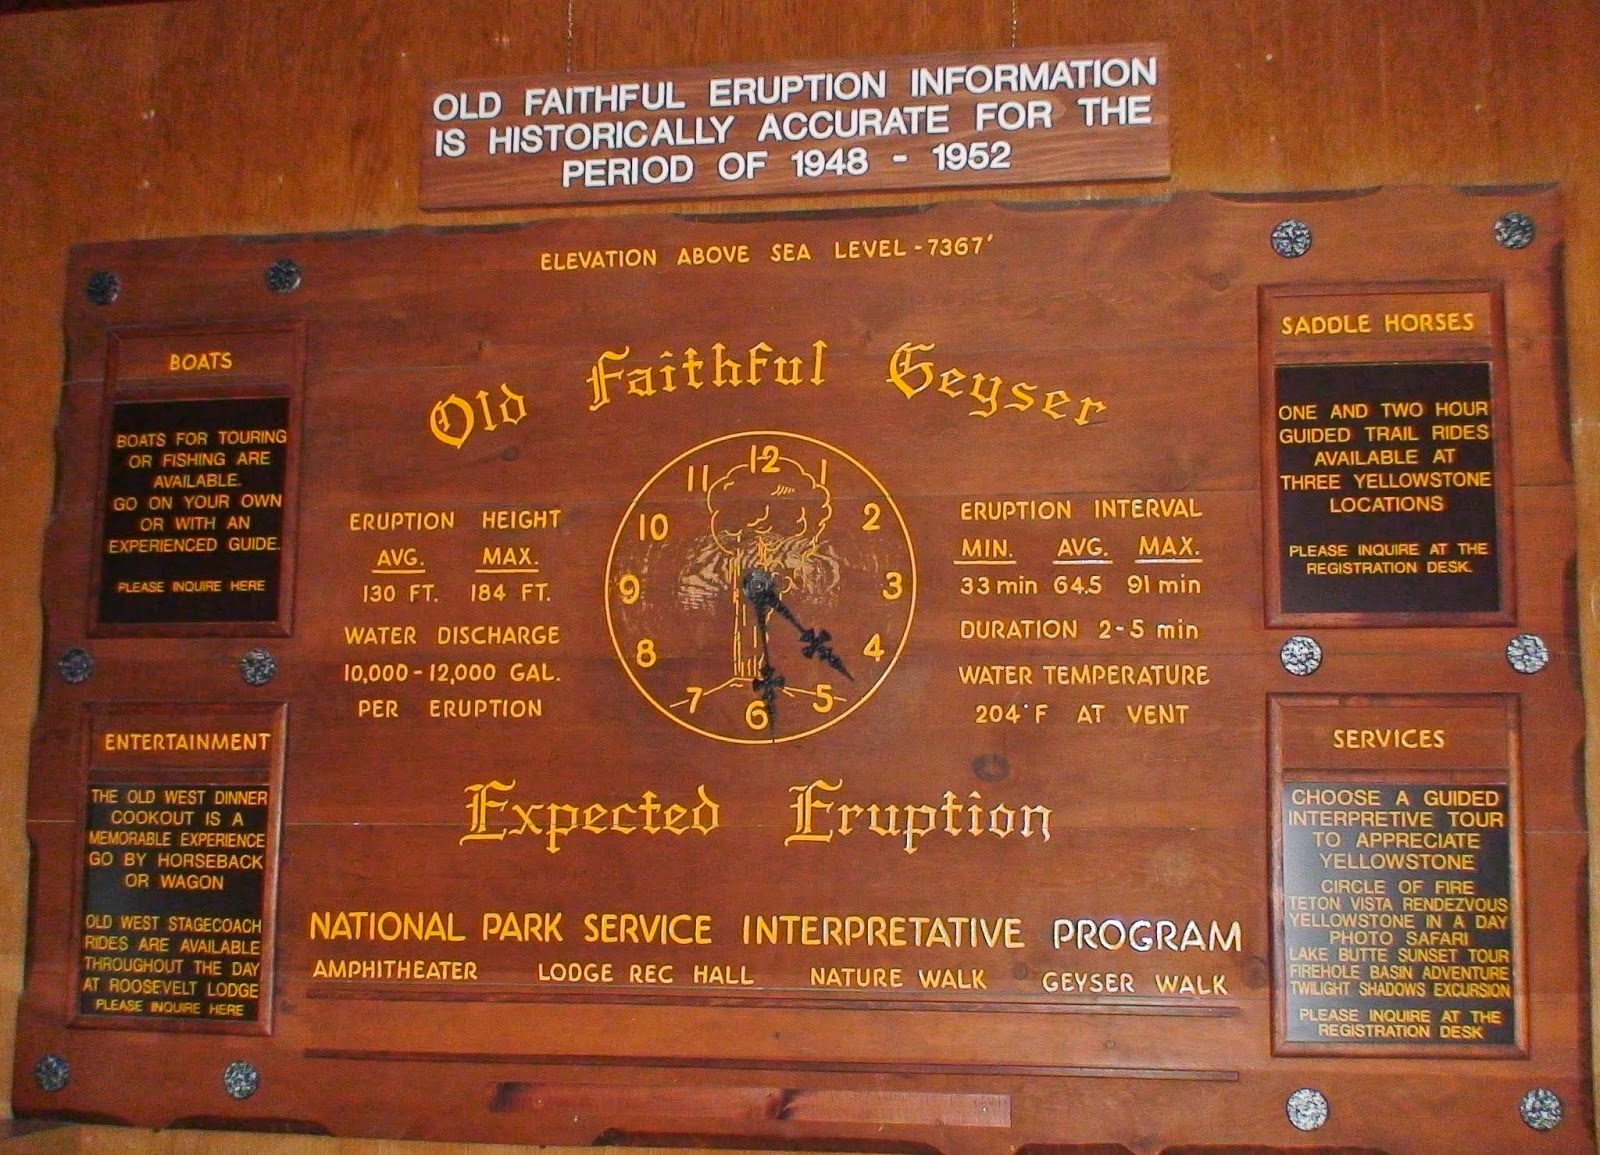 OLD FAITHFUL ERUPTION INFORMATION
IS HISTORICALLY ACCURATE FOR THE
PERIOD OF 1948 - 1952
ELEVATION ABOVE SEA LEVEL - 7367'
BOATS
BOATS FOR TOURING
OR FISHING ARE
AVAILABLE.
GO ON YOUR OWN
OR WITH AN
EXPERIENCED GUIDE.
PLEASE INQUIRE HERE
ENTERTAINMENT
THE OLD WEST DINNER
COOKOUT IS A
MEMORABLE EXPERIENCE
GO BY HORSEBACK
OR WAGON
OLD WEST STAGECOACH
RIDES ARE AVAILABLE
THROUGHOUT THE DAY
AT ROOSEVELT LODGE
PLEASE INQUIRE HERE
Old Faithful Geyser
ERUPTION HEIGHT
AVG. MAX.
130 FT. 184 FT.
WATER DISCHARGE
10,000 - 12,000 GAL.
PER ERUPTION
12
11 1
10 2
9 3
8 4
7 5
6
ERUPTION INTERVAL
MIN. AVG. MAX.
33 min 64.5 91 min
DURATION 2-5 min
WATER TEMPERATURE
204°F AT VENT
Expected Eruption
NATIONAL PARK SERVICE INTERPRETATIVE PROGRAM
AMPHITHEATER LODGE REC HALL NATURE WALK GEYSER WALK
SADDLE HORSES
ONE AND TWO HOUR
GUIDED TRAIL RIDES
AVAILABLE AT
THREE YELLOWSTONE
LOCATIONS
PLEASE INQUIRE AT THE
REGISTRATION DESK.
SERVICES
CHOOSE A GUIDED
INTERPRETIVE TOUR
TO APPRECIATE
YELLOWSTONE
CIRCLE OF FIRE
TETON VISTA RENDEZVOUS
YELLOWSTONE IN A DAY
PHOTO SAFARI
LAKE BUTTE SUNSET TOUR
FIREHOLE BASIN ADVENTURE
TWILIGHT SHADOWS EXCURSION
PLEASE INQUIRE AT THE
REGISTRATION DESK